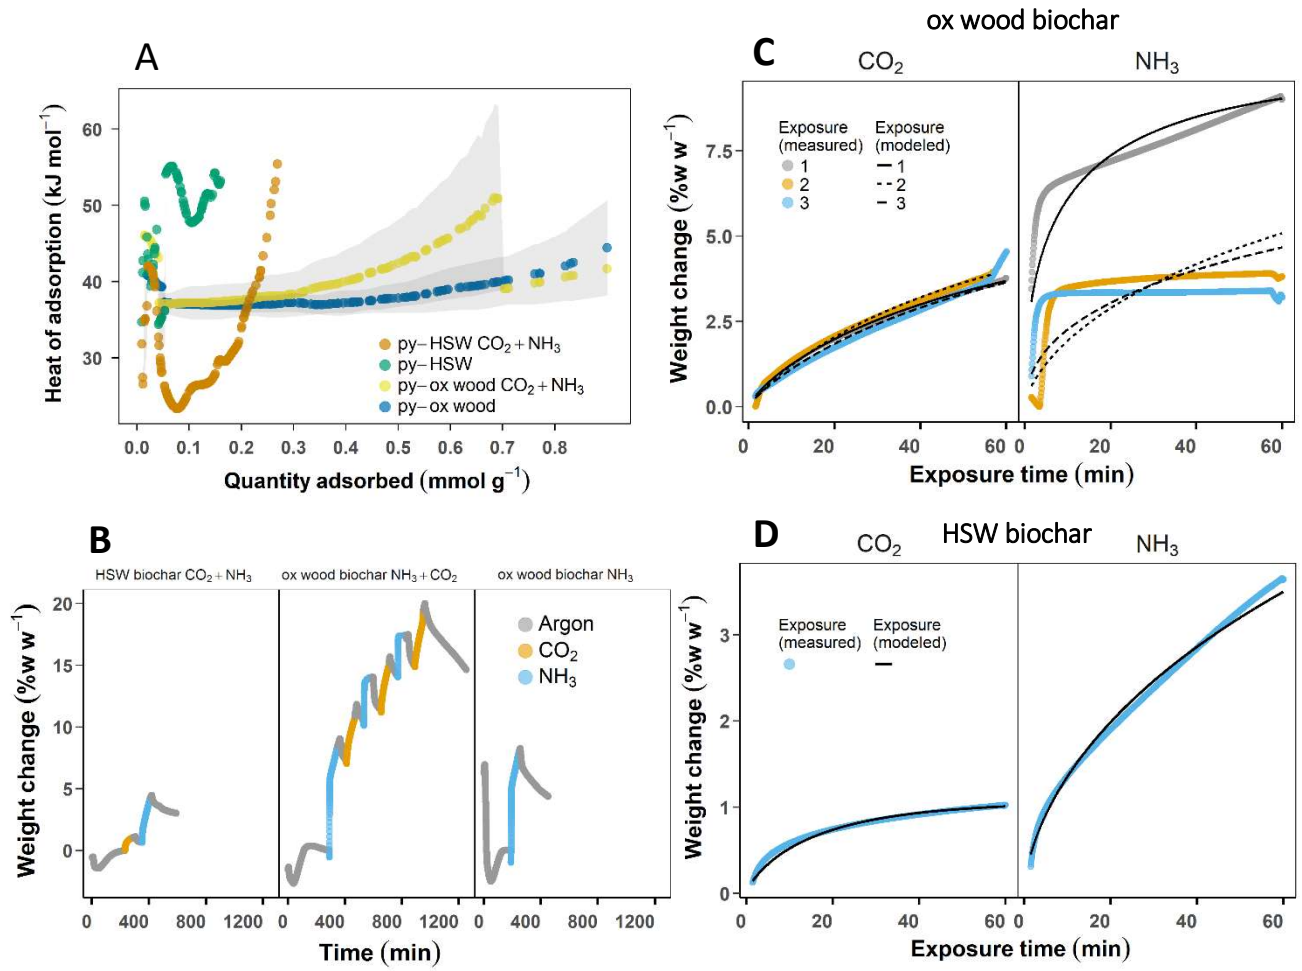 A
Heat of adsorption (kJ mol⁻¹)
60
50
40
30
py−HSW CO₂ + NH₃
py−HSW
py−ox wood CO₂ + NH₃
py−ox wood
0.0 0.1 0.2 0.3 0.4 0.5 0.6 0.7 0.8
Quantity adsorbed (mmol g⁻¹)
ox wood biochar
C
CO₂ NH₃
Weight change (%w w⁻¹)
7.5
5.0
2.5
0.0
Exposure Exposure
(measured) (modeled)
1 1
2 2
3 3
0 20 40 60 0 20 40 60
Exposure time (min)
B
HSW biochar CO₂ + NH₃ ox wood biochar NH₃ + CO₂ ox wood biochar NH₃
Weight change (%w w⁻¹)
20
15
10
5
0
Argon
CO₂
NH₃
0 400 800 1200 0 400 800 1200 0 400 800 1200
Time (min)
D
HSW biochar
CO₂ NH₃
Weight change (%w w⁻¹)
3
2
1
0
Exposure Exposure
(measured) (modeled)
0 20 40 60 0 20 40 60
Exposure time (min)